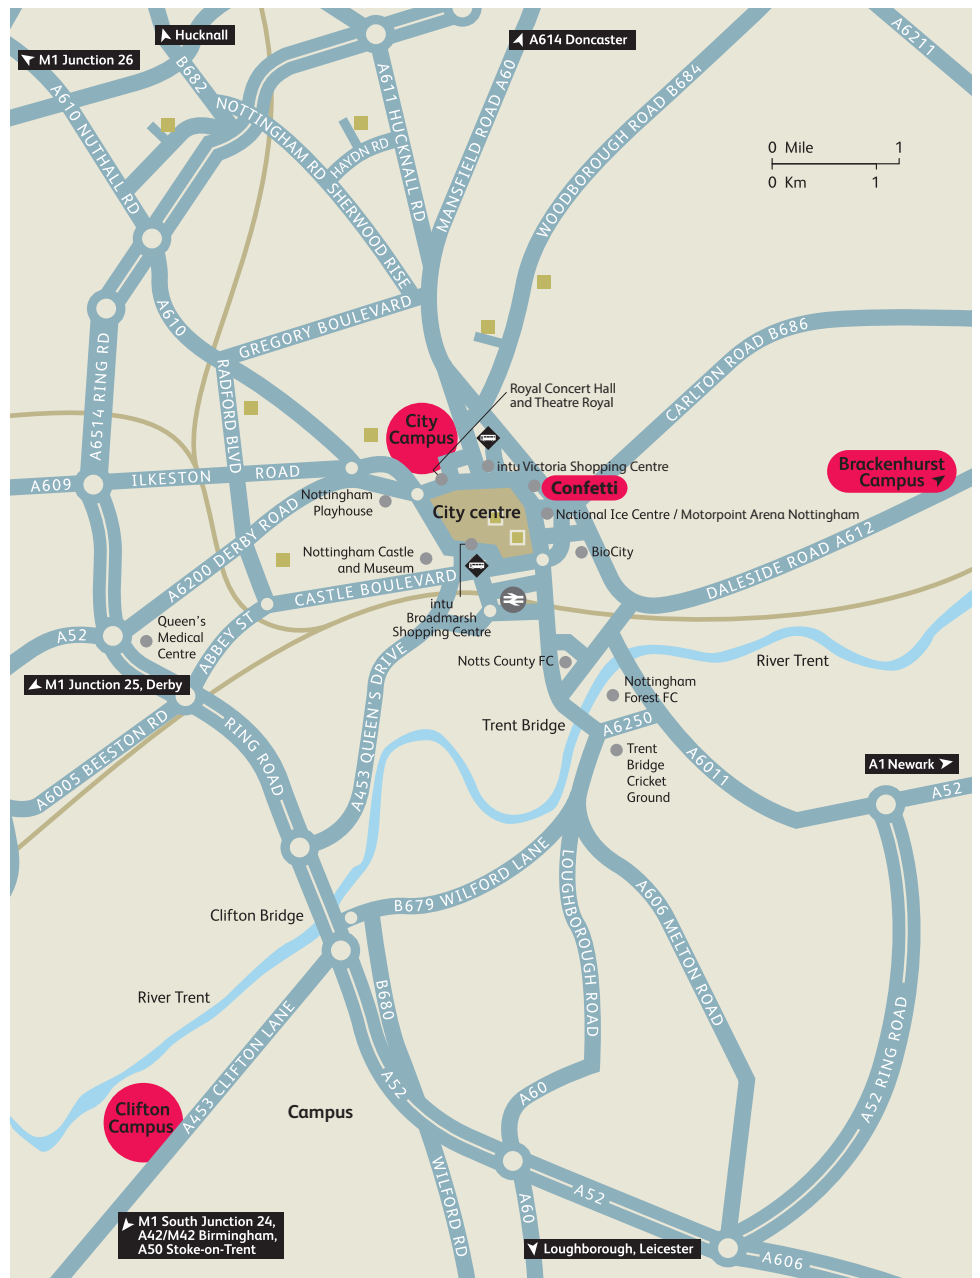 Hucknall
M1 Junction 26
A614 Doncaster
A6211
B682
A610 NUTHALL RD
NOTTINGHAM RD
SHERWOOD RISE
HAYDN RD
A611 HUCKNALL RD
MANSFIELD ROAD A60
WOODBOROUGH ROAD B684
0 Mile 1
0 Km 1
A610
GREGORY BOULEVARD
A6514 RING RD
RADFORD BLVD
CARLTON ROAD B686
Royal Concert Hall
and Theatre Royal
City
Campus
intu Victoria Shopping Centre
Brackenhurst
Campus
A609
ILKESTON ROAD
Confetti
Nottingham
Playhouse
City centre
National Ice Centre / Motorpoint Arena Nottingham
A6200 DERBY ROAD
Nottingham Castle
and Museum
BioCity
DALESIDE ROAD A612
CASTLE BOULEVARD
intu
Broadmarsh
Shopping Centre
A52
Queen's
Medical
Centre
ABBEY ST
Notts County FC
River Trent
M1 Junction 25, Derby
Nottingham
Forest FC
Trent Bridge
A6250
A6005 BEESTON RD
RING ROAD
A453 QUEEN'S DRIVE
Trent
Bridge
Cricket
Ground
A6011
A1 Newark
A52
B679 WILFORD LANE
LOUGHBOROUGH ROAD
A606 MELTON ROAD
Clifton Bridge
River Trent
B680
A453 CLIFTON LANE
A52
A60
A52 RING ROAD
Clifton
Campus
Campus
WILFORD RD
A60
A52
M1 South Junction 24,
A42/M42 Birmingham,
A50 Stoke-on-Trent
Loughborough, Leicester
A606